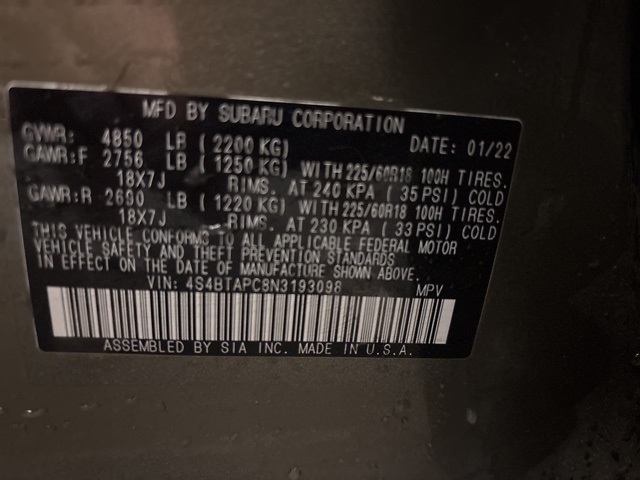 MFD BY SUBARU CORPORATION
GVWR: 4850 LB (2200 KG) DATE: 01/22
GAWR:F 2756 LB (1250 KG) WITH 225/60R18 100H TIRES.
18X7J RIMS. AT 240 KPA (35 PSI) COLD
GAWR:R 2690 LB (1220 KG) WITH 225/60R18 100H TIRES.
18X7J RIMS. AT 230 KPA (33 PSI) COLD
THIS VEHICLE CONFORMS TO ALL APPLICABLE FEDERAL MOTOR
VEHICLE SAFETY AND THEFT PREVENTION STANDARDS
IN EFFECT ON THE DATE OF MANUFACTURE SHOWN ABOVE.
VIN: 4S4BTAPC8N3193098 MPV
ASSEMBLED BY SIA INC. MADE IN U.S.A.